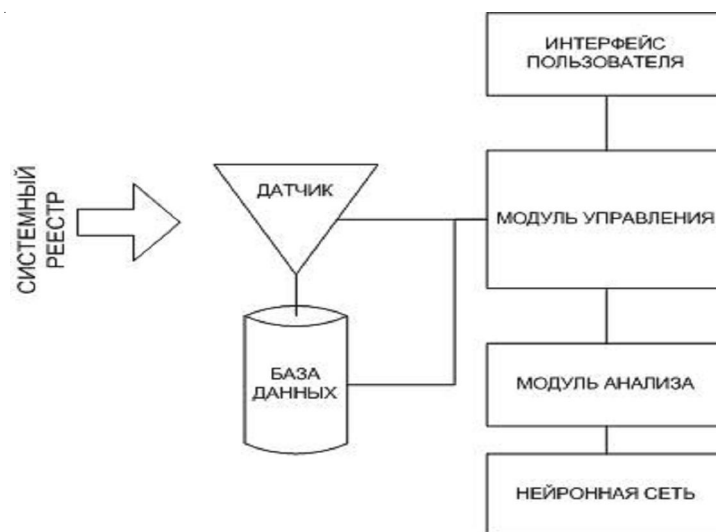 ИНТЕРФЕЙС
ПОЛЬЗОВАТЕЛЯ
СИСТЕМНЫЙ
РЕЕСТР
ДАТЧИК
МОДУЛЬ УПРАВЛЕНИЯ
БАЗА
ДАННЫХ
МОДУЛЬ АНАЛИЗА
НЕЙРОННАЯ СЕТЬ